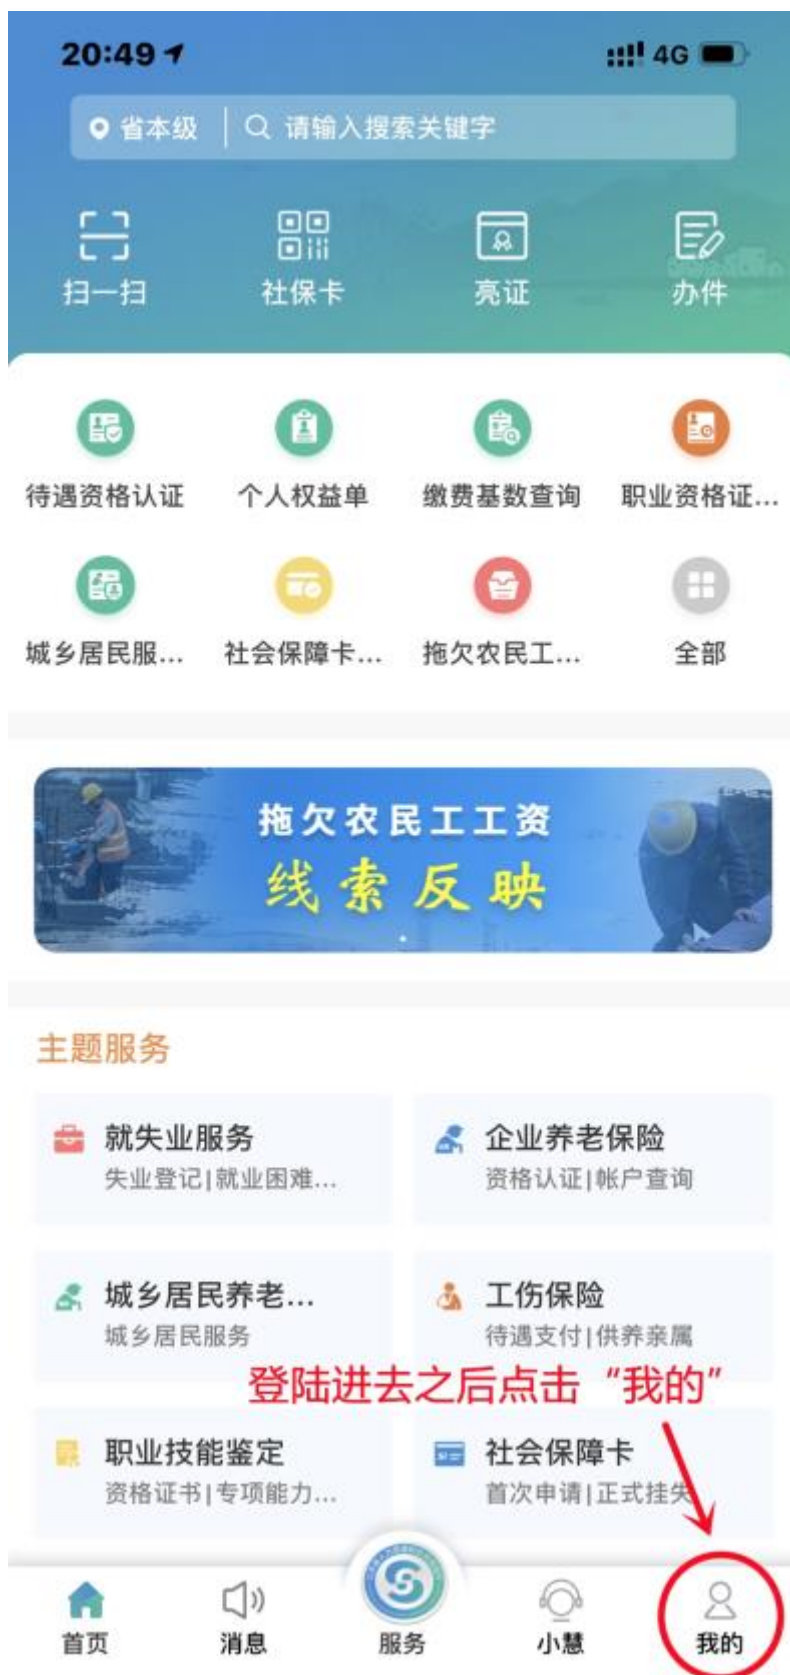 20:49
4G
省本级 请输入搜索关键字
扫一扫 社保卡 亮证 办件
待遇资格认证 个人权益单 缴费基数查询 职业资格证...
城乡居民服... 社会保障卡... 拖欠农民工... 全部
拖欠农民工工资
线索反映
主题服务
就失业服务 企业养老保险
失业登记|就业困难... 资格认证|帐户查询
城乡居民养老... 工伤保险
城乡居民服务 待遇支付|供养亲属
登陆进去之后点击“我的”
职业技能鉴定 社会保障卡
资格证书|专项能力... 首次申请|正式挂失
首页 消息 服务 小慧 我的